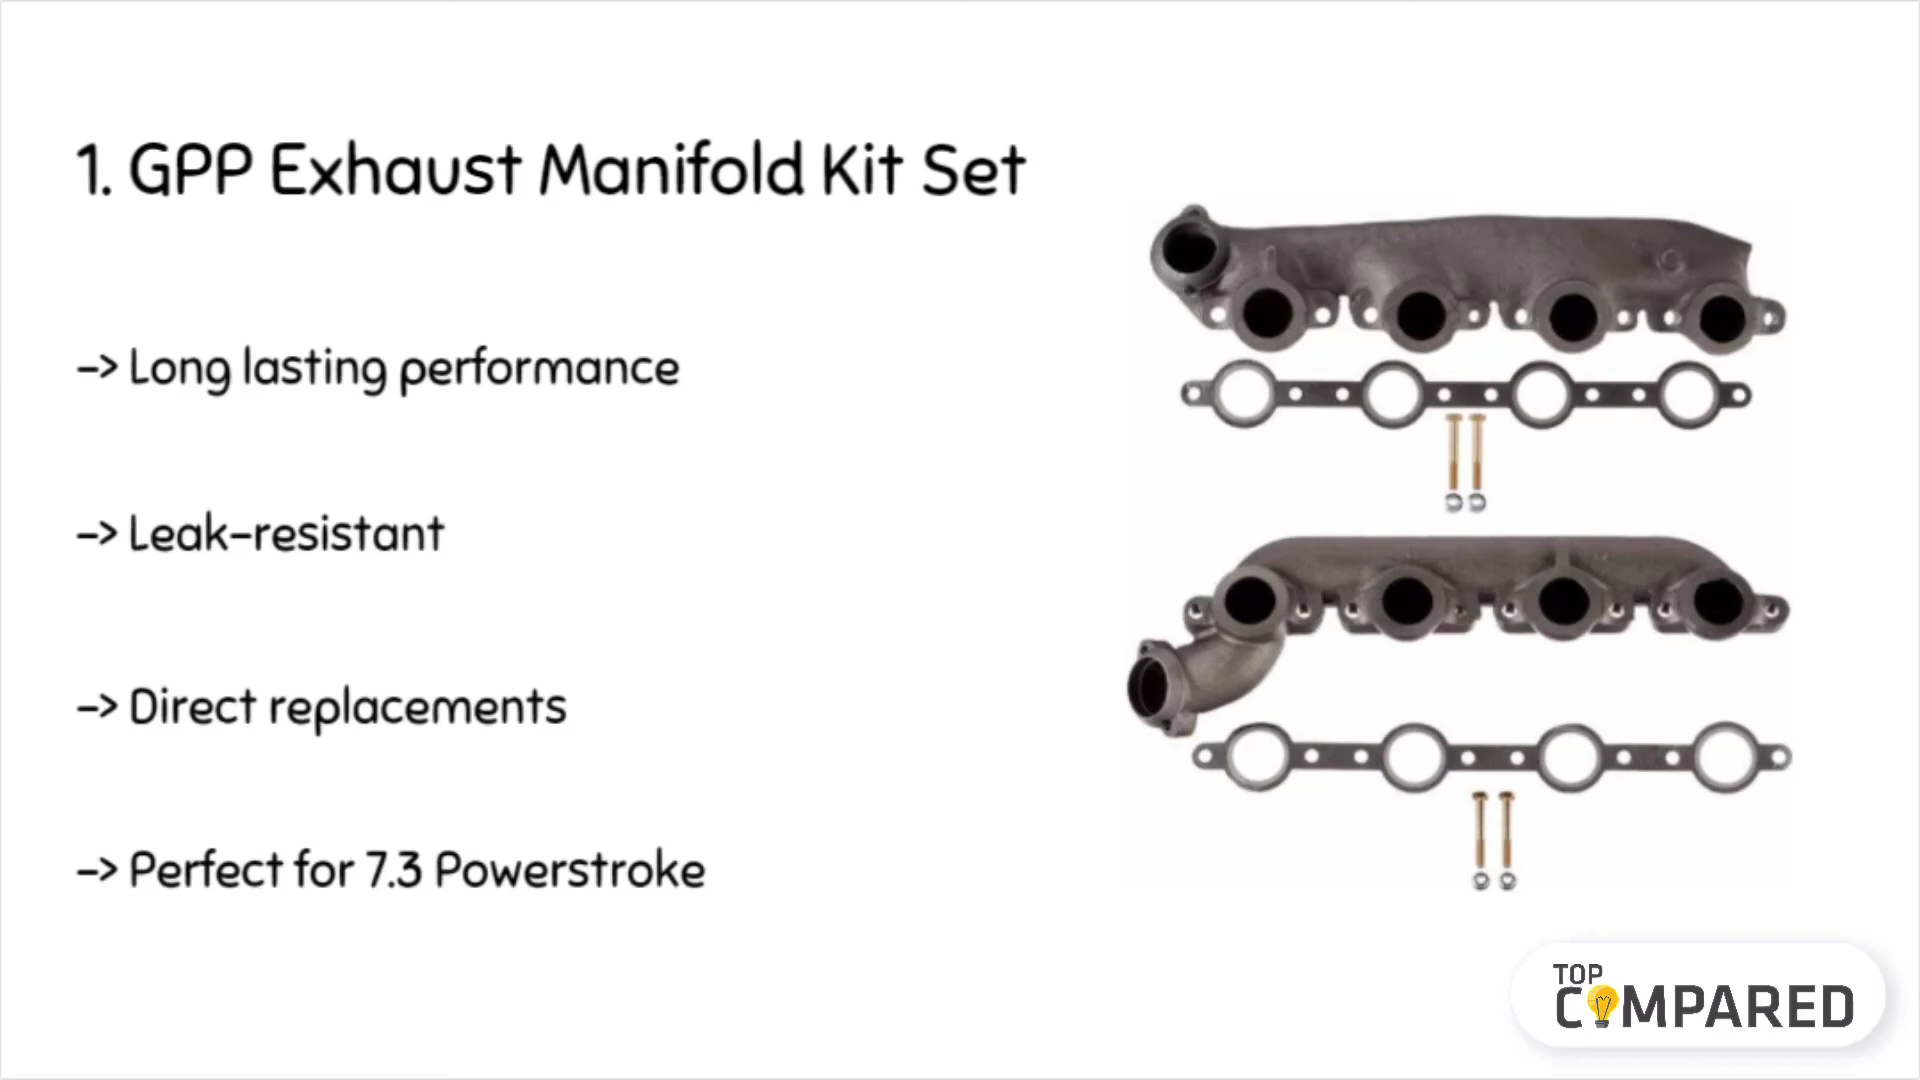 1. GPP Exhaust Manifold Kit Set
-> Long lasting performance
-> Leak-resistant
-> Direct replacements
-> Perfect for 7.3 Powerstroke
TOP
COMPARED